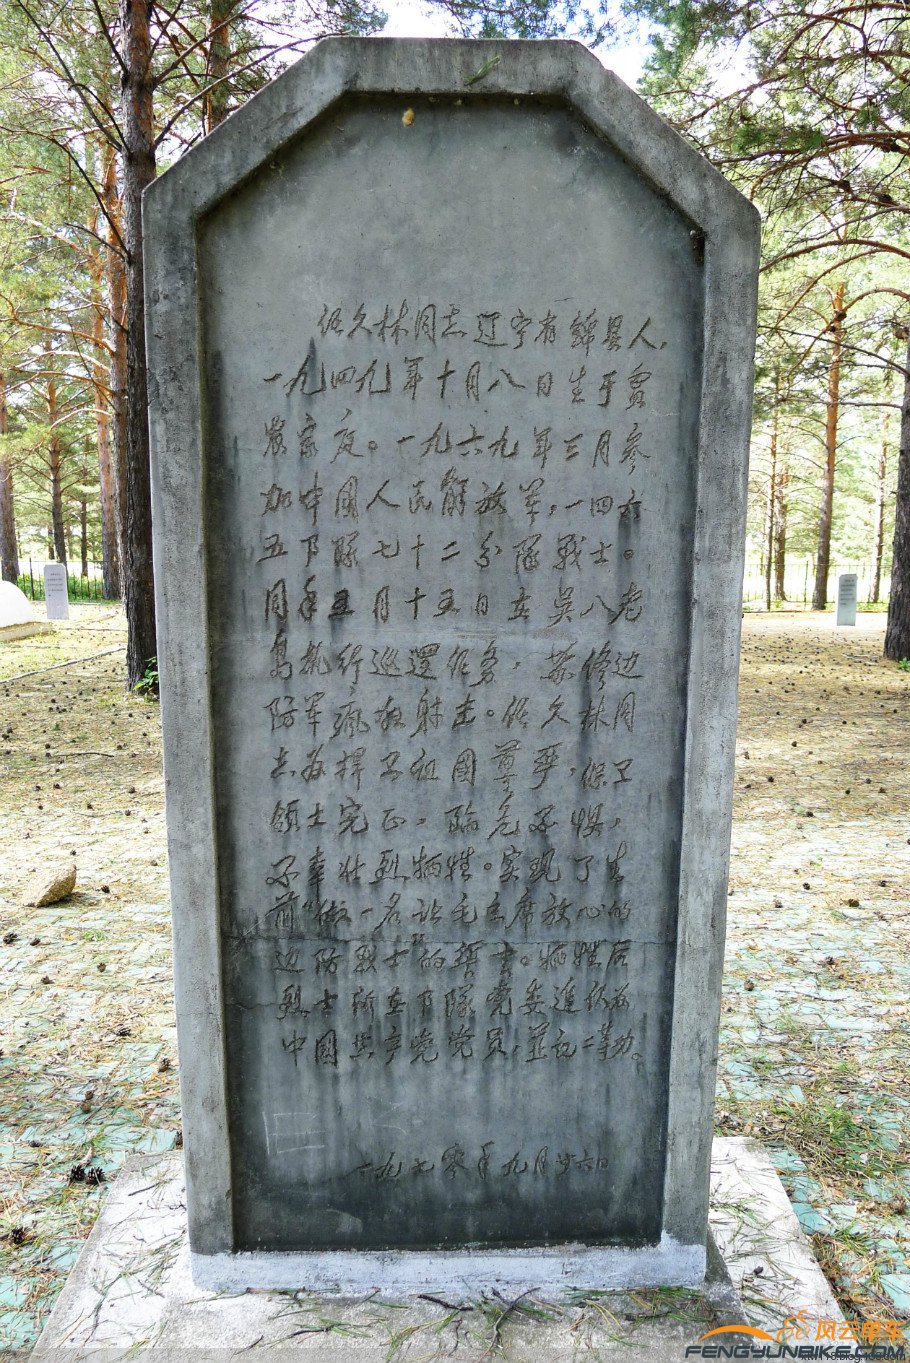 佟久林同志辽宁省锦县人,
一九四九年十月八日生于贫
农家庭。一九六九年三月参
加中国人民解放军,一四六
五部队七十二分队战士。
同年五月十五日在吴八老
岛执行巡逻任务,苏修边
防军疯狂射击。佟久林同
志为捍卫祖国尊严,保卫
领土完正,临危不惧,
不幸壮烈牺牲。实现了生
前做一名让毛主席放心的
边防战士的誓言。牺牲后
烈士所在部队党委追认为
中国共产党党员,並记二等功。
一九七零年九月廿六日
风云单车
FENGYUNBIKE.COM